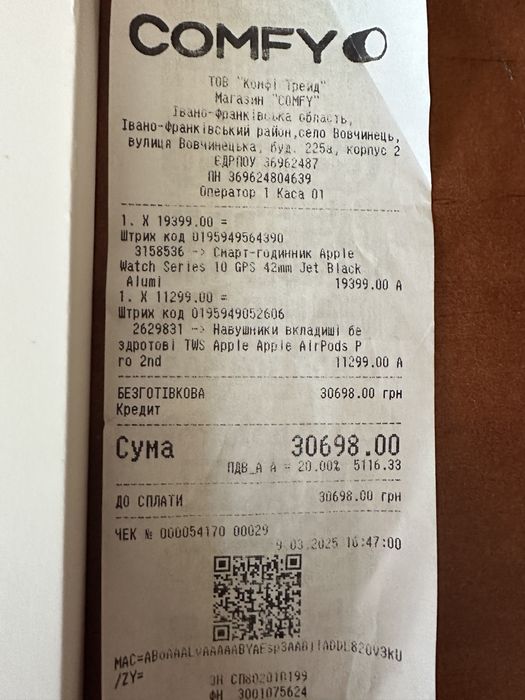 COMFY
ТОВ "Комфі Трейд"
Магазин "COMFY"
Івано-Франківська область,
Івано-Франківський район,село Вовчинець,
вулиця Вовчинецька, буд. 225а, корпус 2
ЄДРПОУ 36962487
ПН 369624804639
Оператор 1 Каса 01
1. X 19399.00 =
Штрих код 0195949564390
3158536 -> Смарт-годинник Apple
Watch Series 10 GPS 42mm Jet Black
Alumi 19399.00 А
1. X 11299.00 =
Штрих код 0195949052606
2629831 -> Навушники вкладиші бе
здротові TWS Apple Apple AirPods P
ro 2nd 11299.00 А
БЕЗГОТІВКОВА 30698.00 грн
Кредит
Сума 30698.00
ПДВ_А А = 20.00% 5116.33
ДО СПЛАТИ 30698.00 грн
ЧЕК № 000054170 00029
9.03.2025 16:47:00
/ZY=
ЗН СП802010199
ФН 3001075624